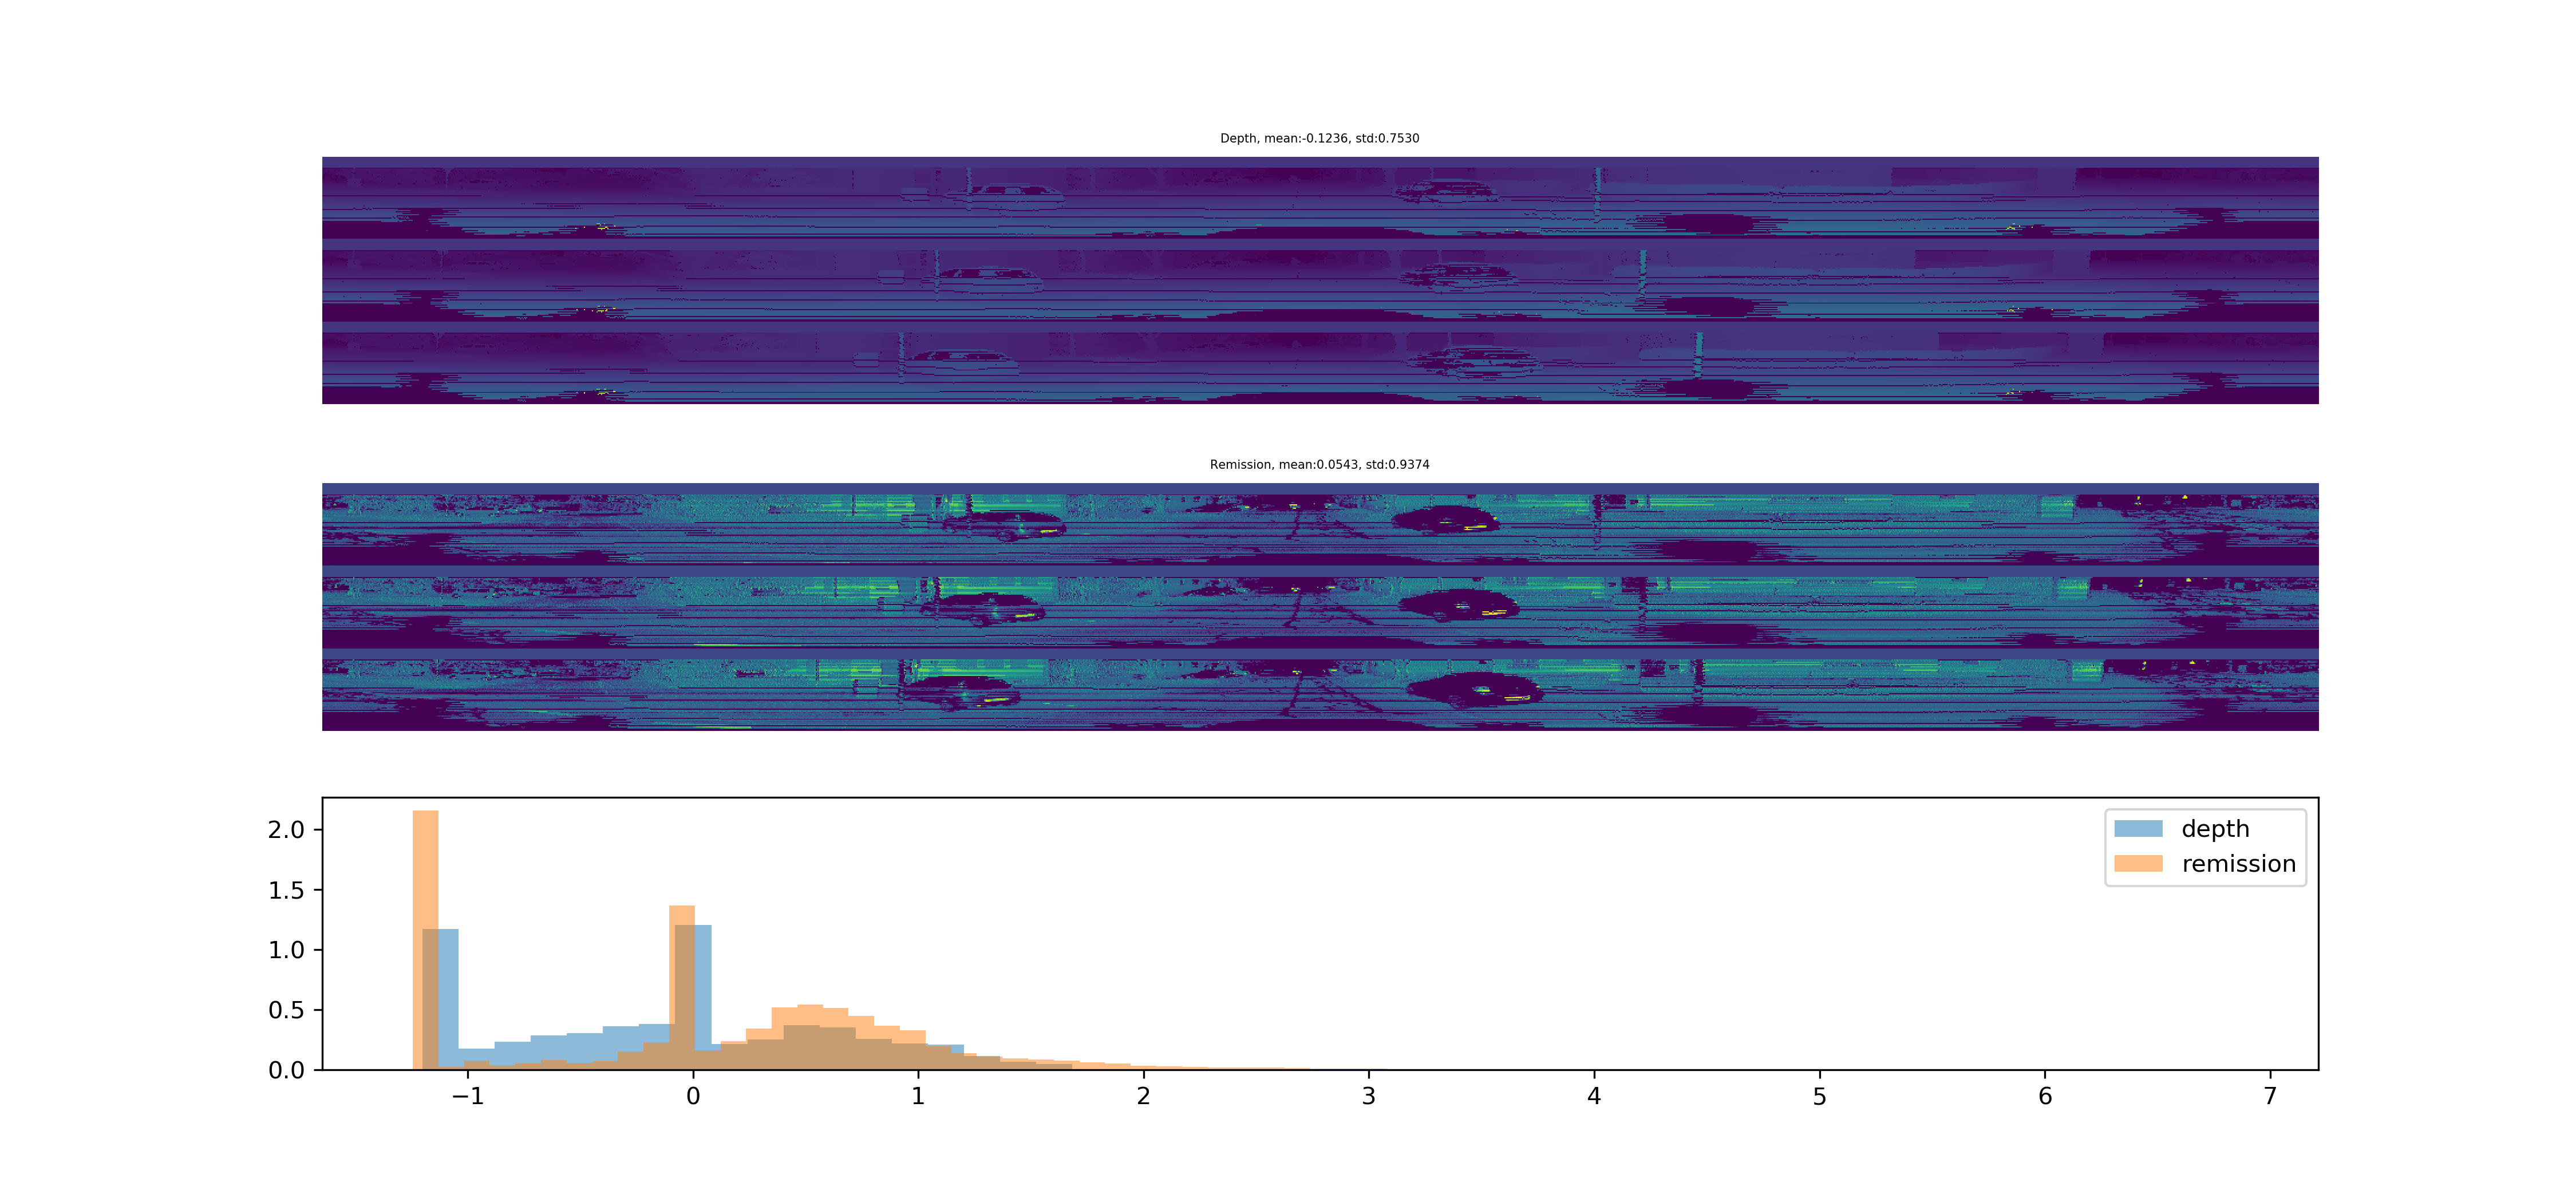 Depth, mean:-0.1236, std:0.7530
Remission, mean:0.0543, std:0.9374
2.0
1.5
1.0
0.5
0.0
depth
remission
−1 0 1 2 3 4 5 6 7